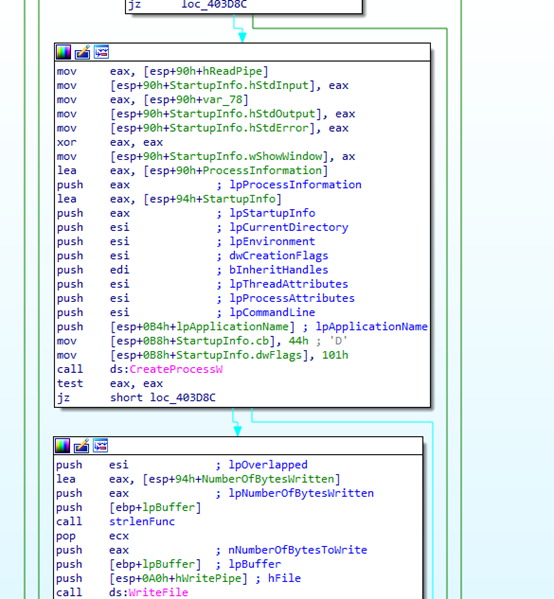 jz      loc_403D8C
mov     eax, [esp+90h+hReadPipe]
mov     [esp+90h+StartupInfo.hStdInput], eax
mov     eax, [esp+90h+var_78]
mov     [esp+90h+StartupInfo.hStdOutput], eax
mov     [esp+90h+StartupInfo.hStdError], eax
xor     eax, eax
mov     [esp+90h+StartupInfo.wShowWindow], ax
lea     eax, [esp+90h+ProcessInformation]
push    eax             ; lpProcessInformation
lea     eax, [esp+94h+StartupInfo]
push    eax             ; lpStartupInfo
push    esi             ; lpCurrentDirectory
push    esi             ; lpEnvironment
push    esi             ; dwCreationFlags
push    edi             ; bInheritHandles
push    esi             ; lpThreadAttributes
push    esi             ; lpProcessAttributes
push    esi             ; lpCommandLine
push    [esp+0B4h+lpApplicationName] ; lpApplicationName
mov     [esp+0B8h+StartupInfo.cb], 44h ; 'D'
mov     [esp+0B8h+StartupInfo.dwFlags], 101h
call    ds:CreateProcessW
test    eax, eax
jz      short loc_403D8C
push    esi             ; lpOverlapped
lea     eax, [esp+94h+NumberOfBytesWritten]
push    eax             ; lpNumberOfBytesWritten
push    [ebp+lpBuffer]
call    strlenFunc
pop     ecx
push    eax             ; nNumberOfBytesToWrite
push    [ebp+lpBuffer]  ; lpBuffer
push    [esp+0A0h+hWritePipe] ; hFile
call    ds:WriteFile